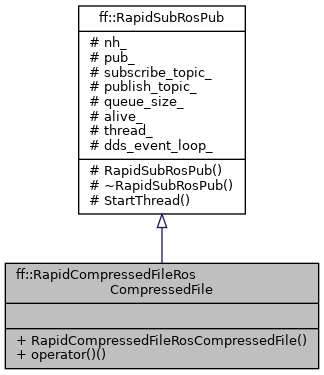 ff::RapidSubRosPub
# nh_
# pub_
# subscribe_topic_
# publish_topic_
# queue_size_
# alive_
# thread_
# dds_event_loop_
# RapidSubRosPub()
# ~RapidSubRosPub()
# StartThread()
ff::RapidCompressedFileRos
CompressedFile
+ RapidCompressedFileRosCompressedFile()
+ operator()()